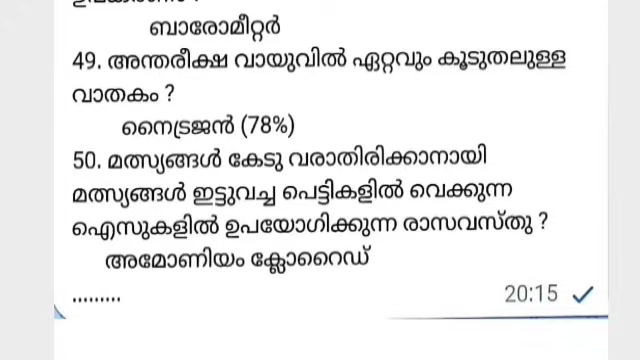 ബാരോമീറ്റർ
49. അന്തരീക്ഷ വായുവിൽ ഏറ്റവും കൂടുതലുള്ള
വാതകം ?
നൈട്രജൻ (78%)
50. മത്സ്യങ്ങൾ കേടു വരാതിരിക്കാനായി
മത്സ്യങ്ങൾ ഇട്ടുവച്ച പെട്ടികളിൽ വെക്കുന്ന
ഐസുകളിൽ ഉപയോഗിക്കുന്ന രാസവസ്തു ?
അമോണിയം ക്ലോറൈഡ്
.........
20:15